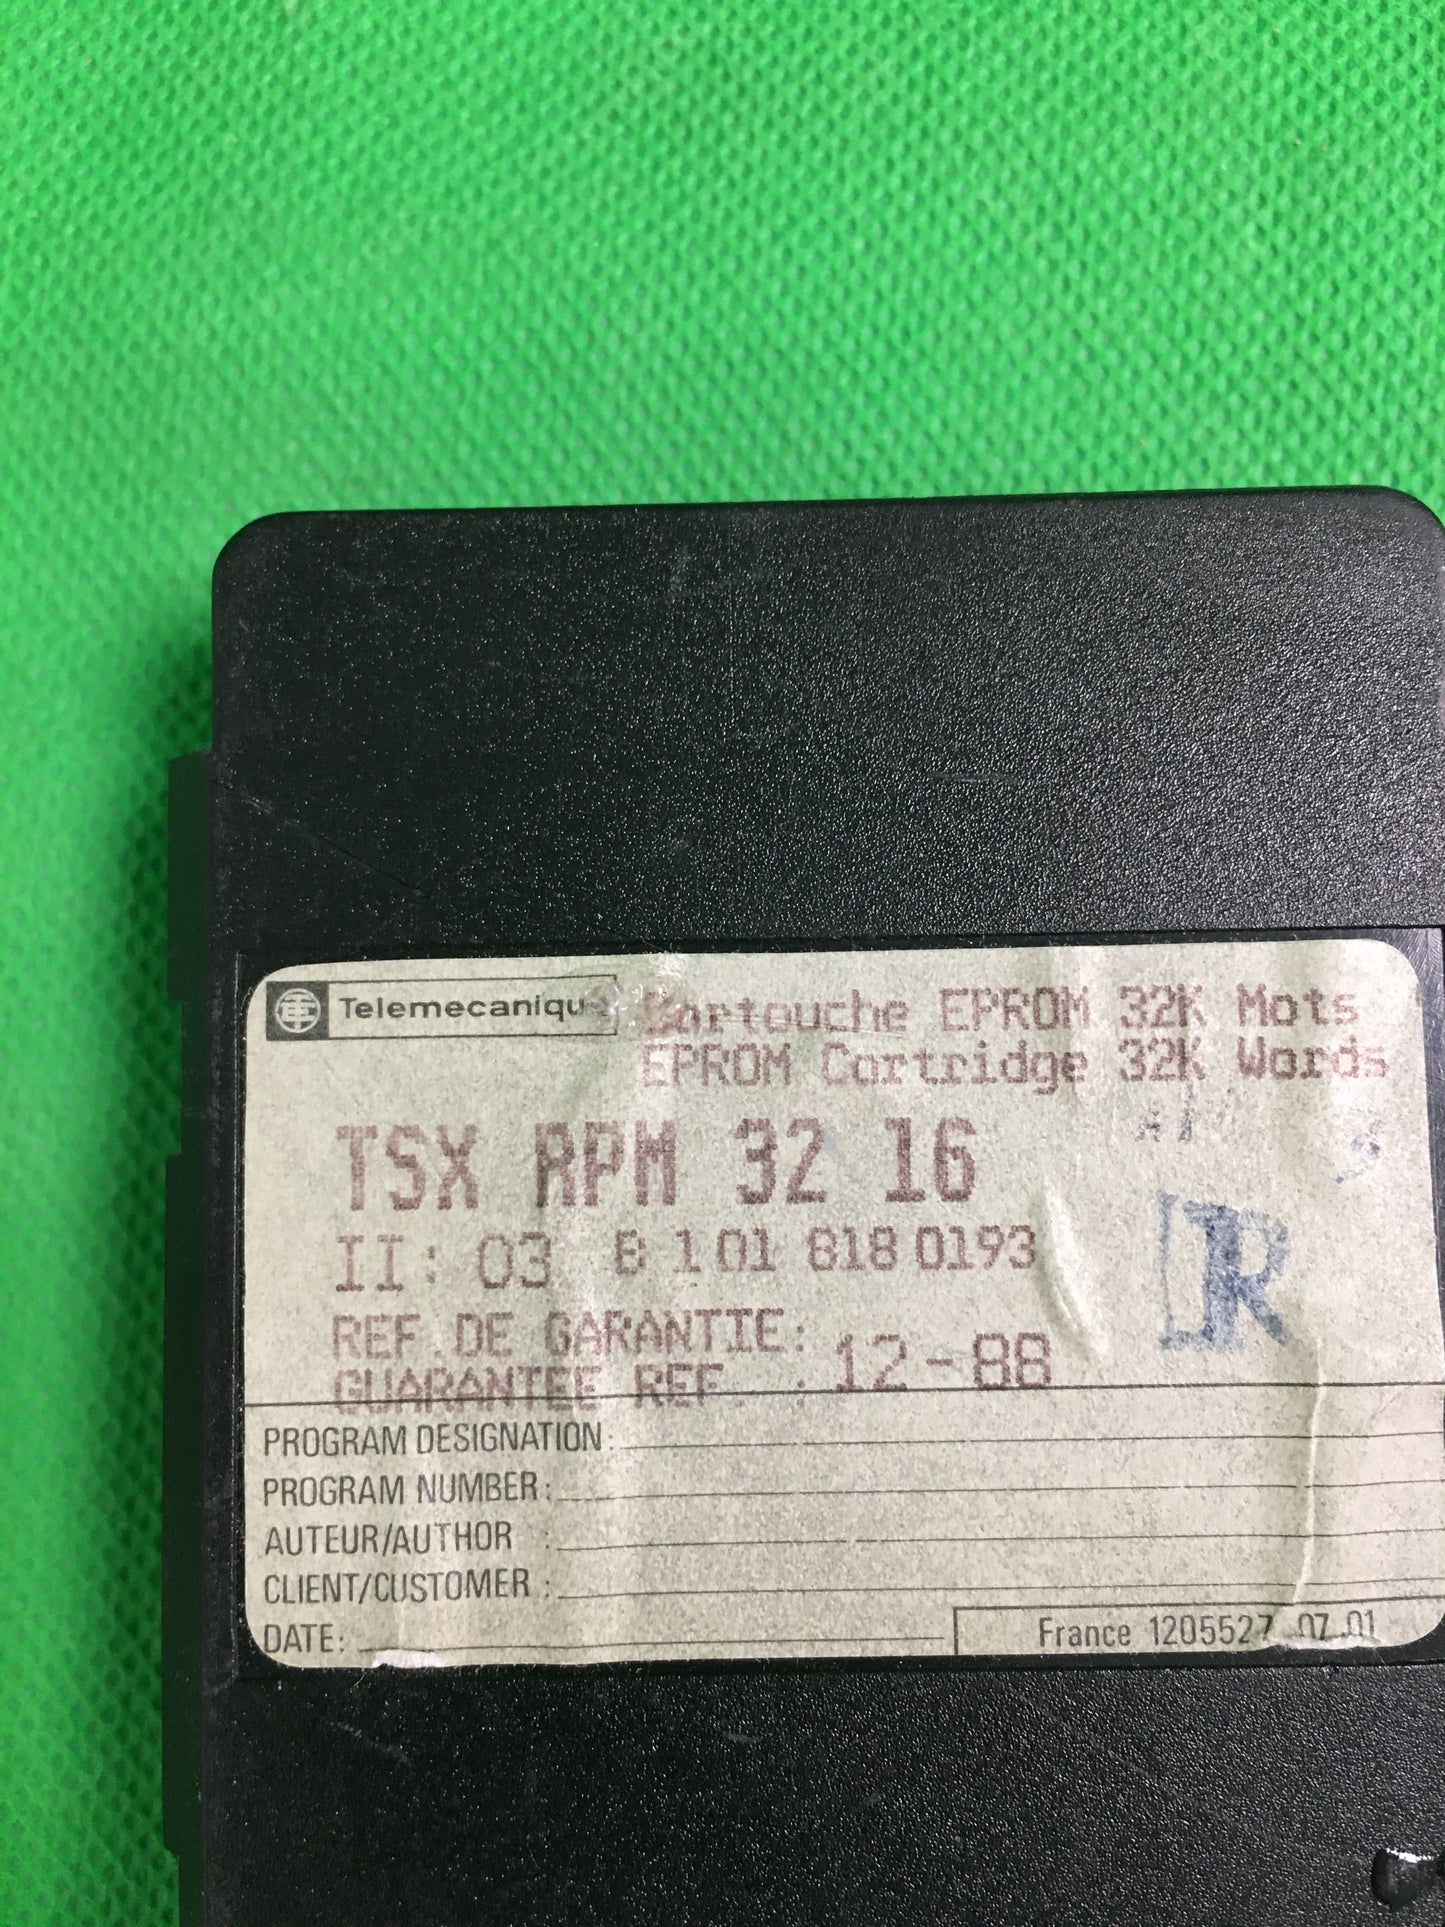 Telemecanique
Cartouche EPROM 32K Mots
EPROM Cartridge 32K Words
TSX RPM 32 16
II: 03 B 101 818 0193
REF. DE GARANTIE:
GUARANTEE REF. : 12-88
PROGRAM DESIGNATION:
PROGRAM NUMBER:
AUTEUR/AUTHOR :
CLIENT/CUSTOMER :
DATE:
France 1205527 07.01